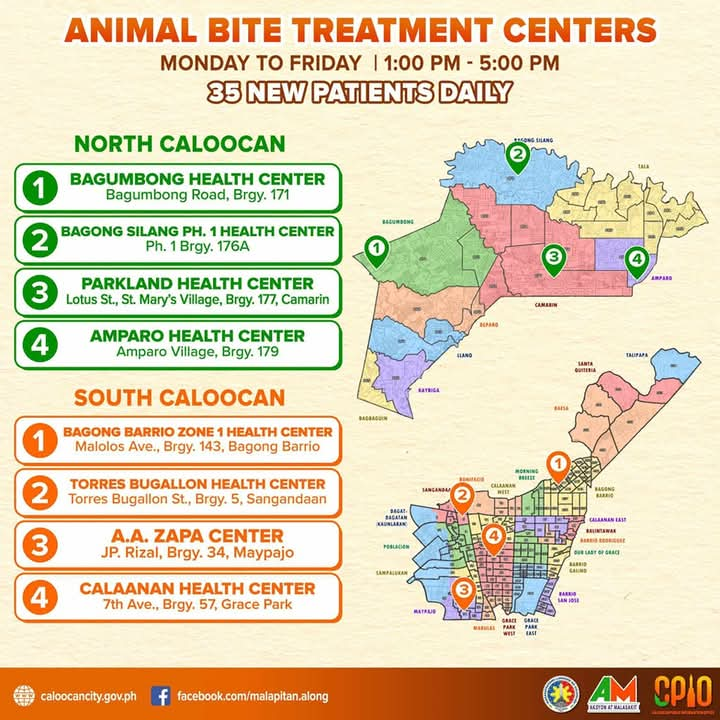 ANIMAL BITE TREATMENT CENTERS
MONDAY TO FRIDAY | 1:00 PM - 5:00 PM
35 NEW PATIENTS DAILY
NORTH CALOOCAN
1
BAGUMBONG HEALTH CENTER
Bagumbong Road, Brgy. 171
2
BAGONG SILANG PH. 1 HEALTH CENTER
Ph. 1 Brgy. 176A
3
PARKLAND HEALTH CENTER
Lotus St., St. Mary's Village, Brgy. 177, Camarin
4
AMPARO HEALTH CENTER
Amparo Village, Brgy. 179
SOUTH CALOOCAN
1
BAGONG BARRIO ZONE 1 HEALTH CENTER
Malolos Ave., Brgy. 143, Bagong Barrio
2
TORRES BUGALLON HEALTH CENTER
Torres Bugallon St., Brgy. 5, Sangandaan
3
A.A. ZAPA CENTER
JP. Rizal, Brgy. 34, Maypajo
4
CALAANAN HEALTH CENTER
7th Ave., Brgy. 57, Grace Park
2
TALA
BAGUMBONG
1
3
4
AMPARO
CAMARIN
DEPARO
LLANO
KAYBIGA
BAGBAGUIN
TALIPAPA
SANTA
QUITERIA
BAESA
1
MORNING
BREEZE
BONIFACIO
CALAANAN
WEST
BAGONG
BARRIO
2
BAGAT-
BAGATAN
(KAUNLARAN)
CALAANAN EAST
BALINTAWAK
BARRIO RODRIGUEZ
OUR LADY OF GRACE
4
POBLACION
SAMPALUKAN
BARRIO
GALINO
BARRIO
SAN JOSE
3
MAYPAJO
MARULAS
GRACE
PARK
WEST
GRACE
PARK
EAST
caloocancity.gov.ph
facebook.com/malapitan.along
AM
AKSYON AT MALASAKIT
CPIO